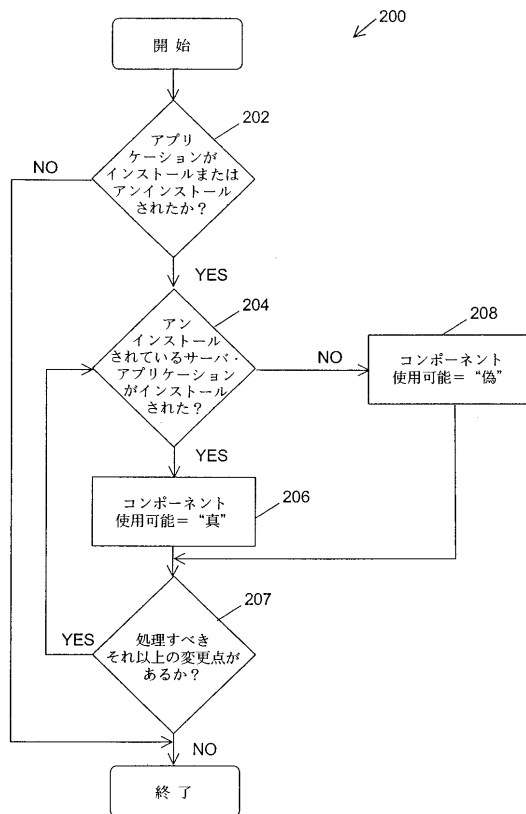 200
開 始
202
アプリ
ケーションが
インストールまたは
アンインストール
されたか？
NO
YES
204
アン
インストール
されているサーバ・
アプリケーション
がインストール
された？
NO
208
コンポーネント
使用可能＝ “偽”
YES
コンポーネント
使用可能＝ “真”
206
207
YES
処理すべき
それ以上の変更点が
あるか？
NO
終 了